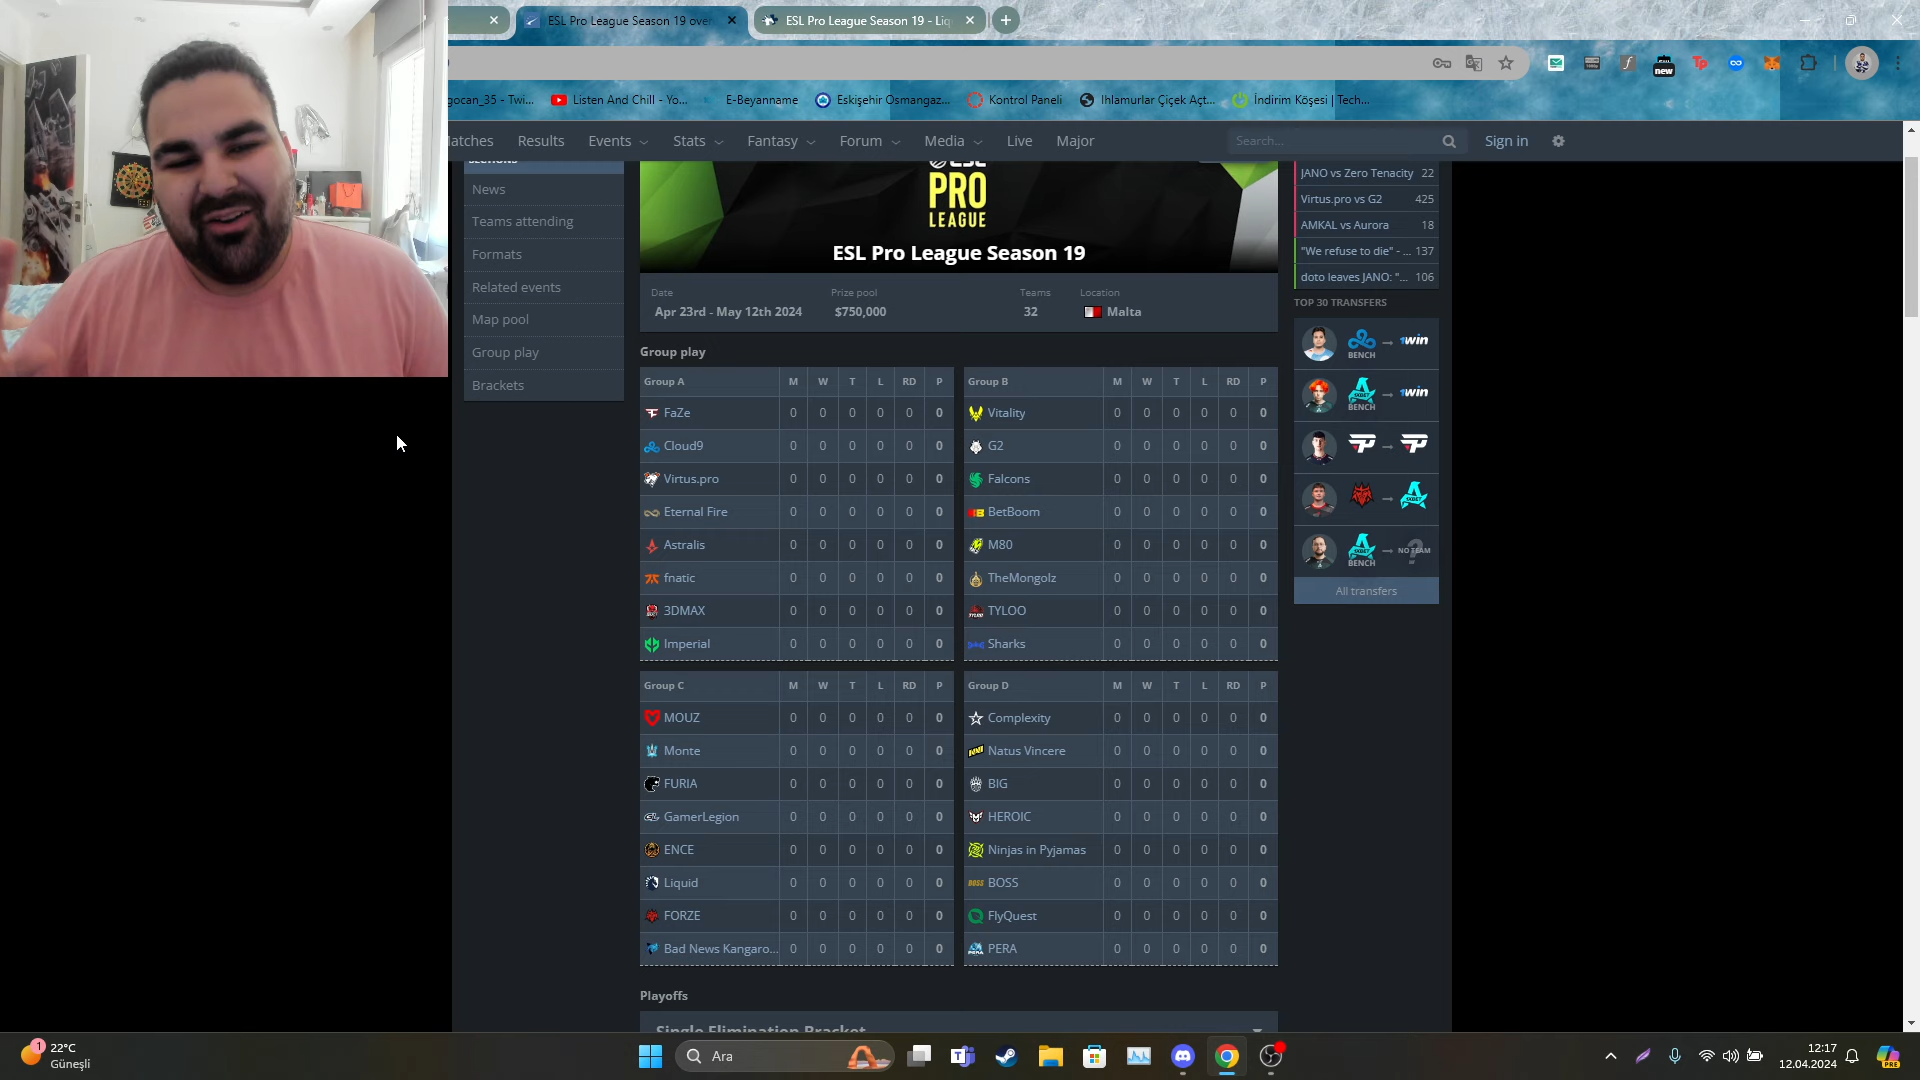 ESL Pro League Season 19 over
ESL Pro League Season 19 - Liq
gocan_35 - Twi...
Listen And Chill - Yo...
E-Beyanname
Eskişehir Osmangaz...
Kontrol Paneli
Ihlamurlar Çiçek Açt...
İndirim Köşesi | Tech...
new
Tp
Matches
Results
Events
Stats
Fantasy
Forum
Media
Live
Major
Search...
Sign in
News
Teams attending
Formats
Related events
Map pool
Group play
Brackets
ESL
PRO
LEAGUE
ESL Pro League Season 19
Date Prize pool Teams Location
Apr 23rd - May 12th 2024 $750,000 32 Malta
Group play
Group A M W T L RD P
FaZe 0 0 0 0 0 0
Cloud9 0 0 0 0 0 0
Virtus.pro 0 0 0 0 0 0
Eternal Fire 0 0 0 0 0 0
Astralis 0 0 0 0 0 0
fnatic 0 0 0 0 0 0
3DMAX 0 0 0 0 0 0
Imperial 0 0 0 0 0 0
Group B M W T L RD P
Vitality 0 0 0 0 0 0
G2 0 0 0 0 0 0
Falcons 0 0 0 0 0 0
BetBoom 0 0 0 0 0 0
M80 0 0 0 0 0 0
TheMongolz 0 0 0 0 0 0
TYLOO 0 0 0 0 0 0
Sharks 0 0 0 0 0 0
Group C M W T L RD P
MOUZ 0 0 0 0 0 0
Monte 0 0 0 0 0 0
FURIA 0 0 0 0 0 0
GamerLegion 0 0 0 0 0 0
ENCE 0 0 0 0 0 0
Liquid 0 0 0 0 0 0
FORZE 0 0 0 0 0 0
Bad News Kangaro... 0 0 0 0 0 0
Group D M W T L RD P
Complexity 0 0 0 0 0 0
Natus Vincere 0 0 0 0 0 0
BIG 0 0 0 0 0 0
HEROIC 0 0 0 0 0 0
Ninjas in Pyjamas 0 0 0 0 0 0
BOSS 0 0 0 0 0 0
FlyQuest 0 0 0 0 0 0
PERA 0 0 0 0 0 0
Playoffs
Single Elimination Bracket
JANO vs Zero Tenacity 22
Virtus.pro vs G2 425
AMKAL vs Aurora 18
"We refuse to die" - ... 137
doto leaves JANO: "... 106
TOP 30 TRANSFERS
BENCH 1win
BENCH 1win
BENCH NO TEAM
All transfers
1
22°C
Güneşli
Ara
12:17
12.04.2024
PRE